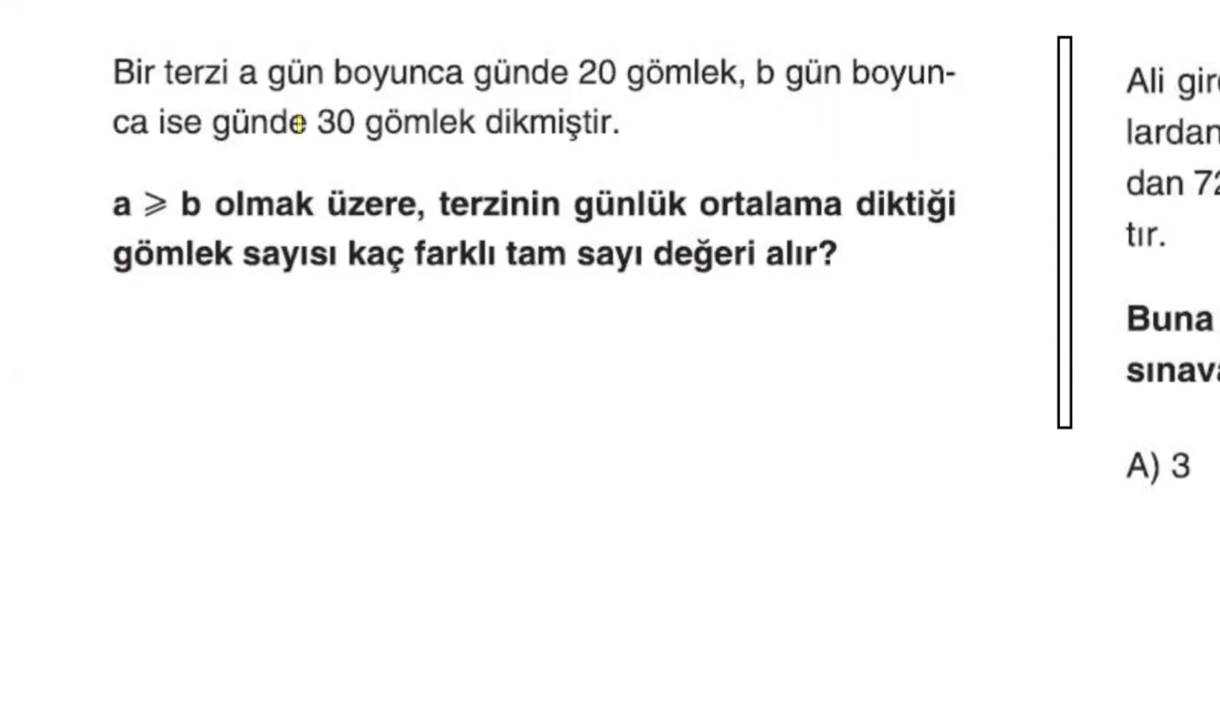 Bir terzi a gün boyunca günde 20 gömlek, b gün boyun-
ca ise günde 30 gömlek dikmiştir.
a ⩾ b olmak üzere, terzinin günlük ortalama diktiği
gömlek sayısı kaç farklı tam sayı değeri alır?
Ali gir
lardan
dan 72
tır.
Buna
sınav
A) 3